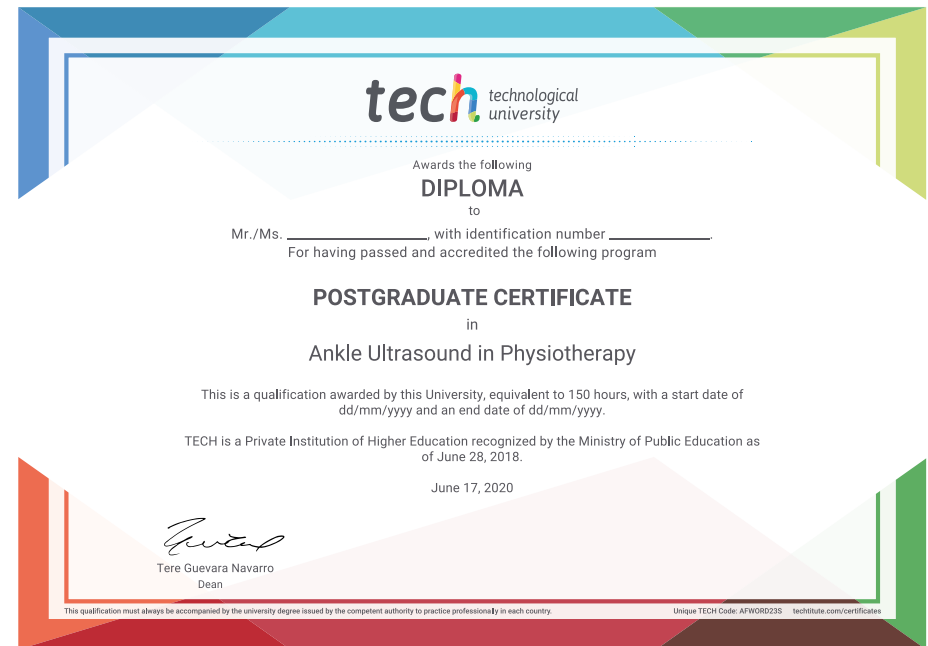 tech technological
university
Awards the following
DIPLOMA
to
Mr./Ms. ____________________, with identification number ______________.
For having passed and accredited the following program
POSTGRADUATE CERTIFICATE
in
Ankle Ultrasound in Physiotherapy
This is a qualification awarded by this University, equivalent to 150 hours, with a start date of
dd/mm/yyyy and an end date of dd/mm/yyyy.
TECH is a Private Institution of Higher Education recognized by the Ministry of Public Education as
of June 28, 2018.
June 17, 2020
Tere Guevara Navarro
Dean
This qualification must always be accompanied by the university degree issued by the competent authority to practice professionally in each country.
Unique TECH Code: AFWORD23S techtitute.com/certificates